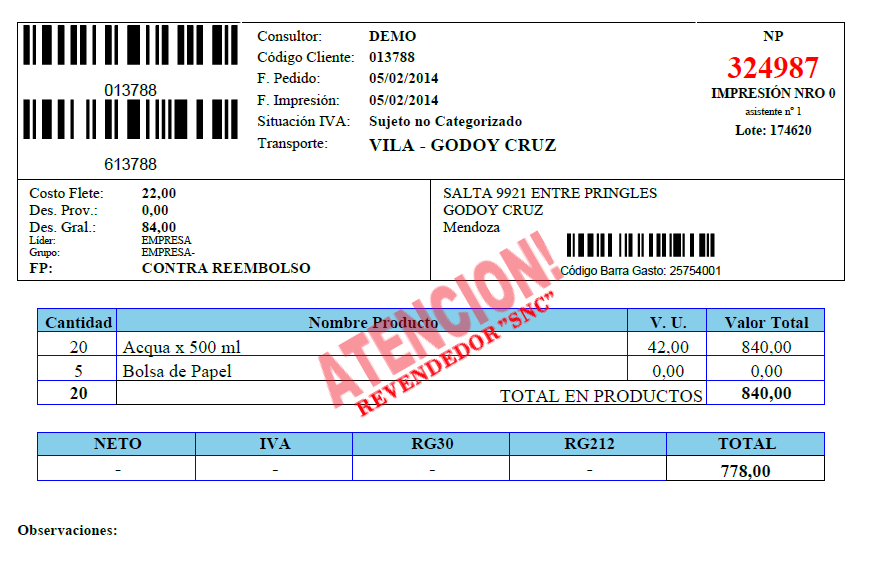 013788
613788
Consultor: DEMO
Código Cliente: 013788
F. Pedido: 05/02/2014
F. Impresión: 05/02/2014
Situación IVA: Sujeto no Categorizado
Transporte: VILA - GODOY CRUZ
NP
324987
IMPRESIÓN NRO 0
asistente nº 1
Lote: 174620
Costo Flete: 22,00
Des. Prov.: 0,00
Des. Gral.: 84,00
Líder: EMPRESA
Grupo: EMPRESA-
FP: CONTRA REEMBOLSO
SALTA 9921 ENTRE PRINGLES
GODOY CRUZ
Mendoza
Código Barra Gasto: 25754001
ATENCION!
REVENDEDOR "SNC"
Cantidad Nombre Producto V. U. Valor Total
20 Acqua x 500 ml 42,00 840,00
5 Bolsa de Papel 0,00 0,00
20 TOTAL EN PRODUCTOS 840,00
NETO IVA RG30 RG212 TOTAL
- - - - 778,00
Observaciones: